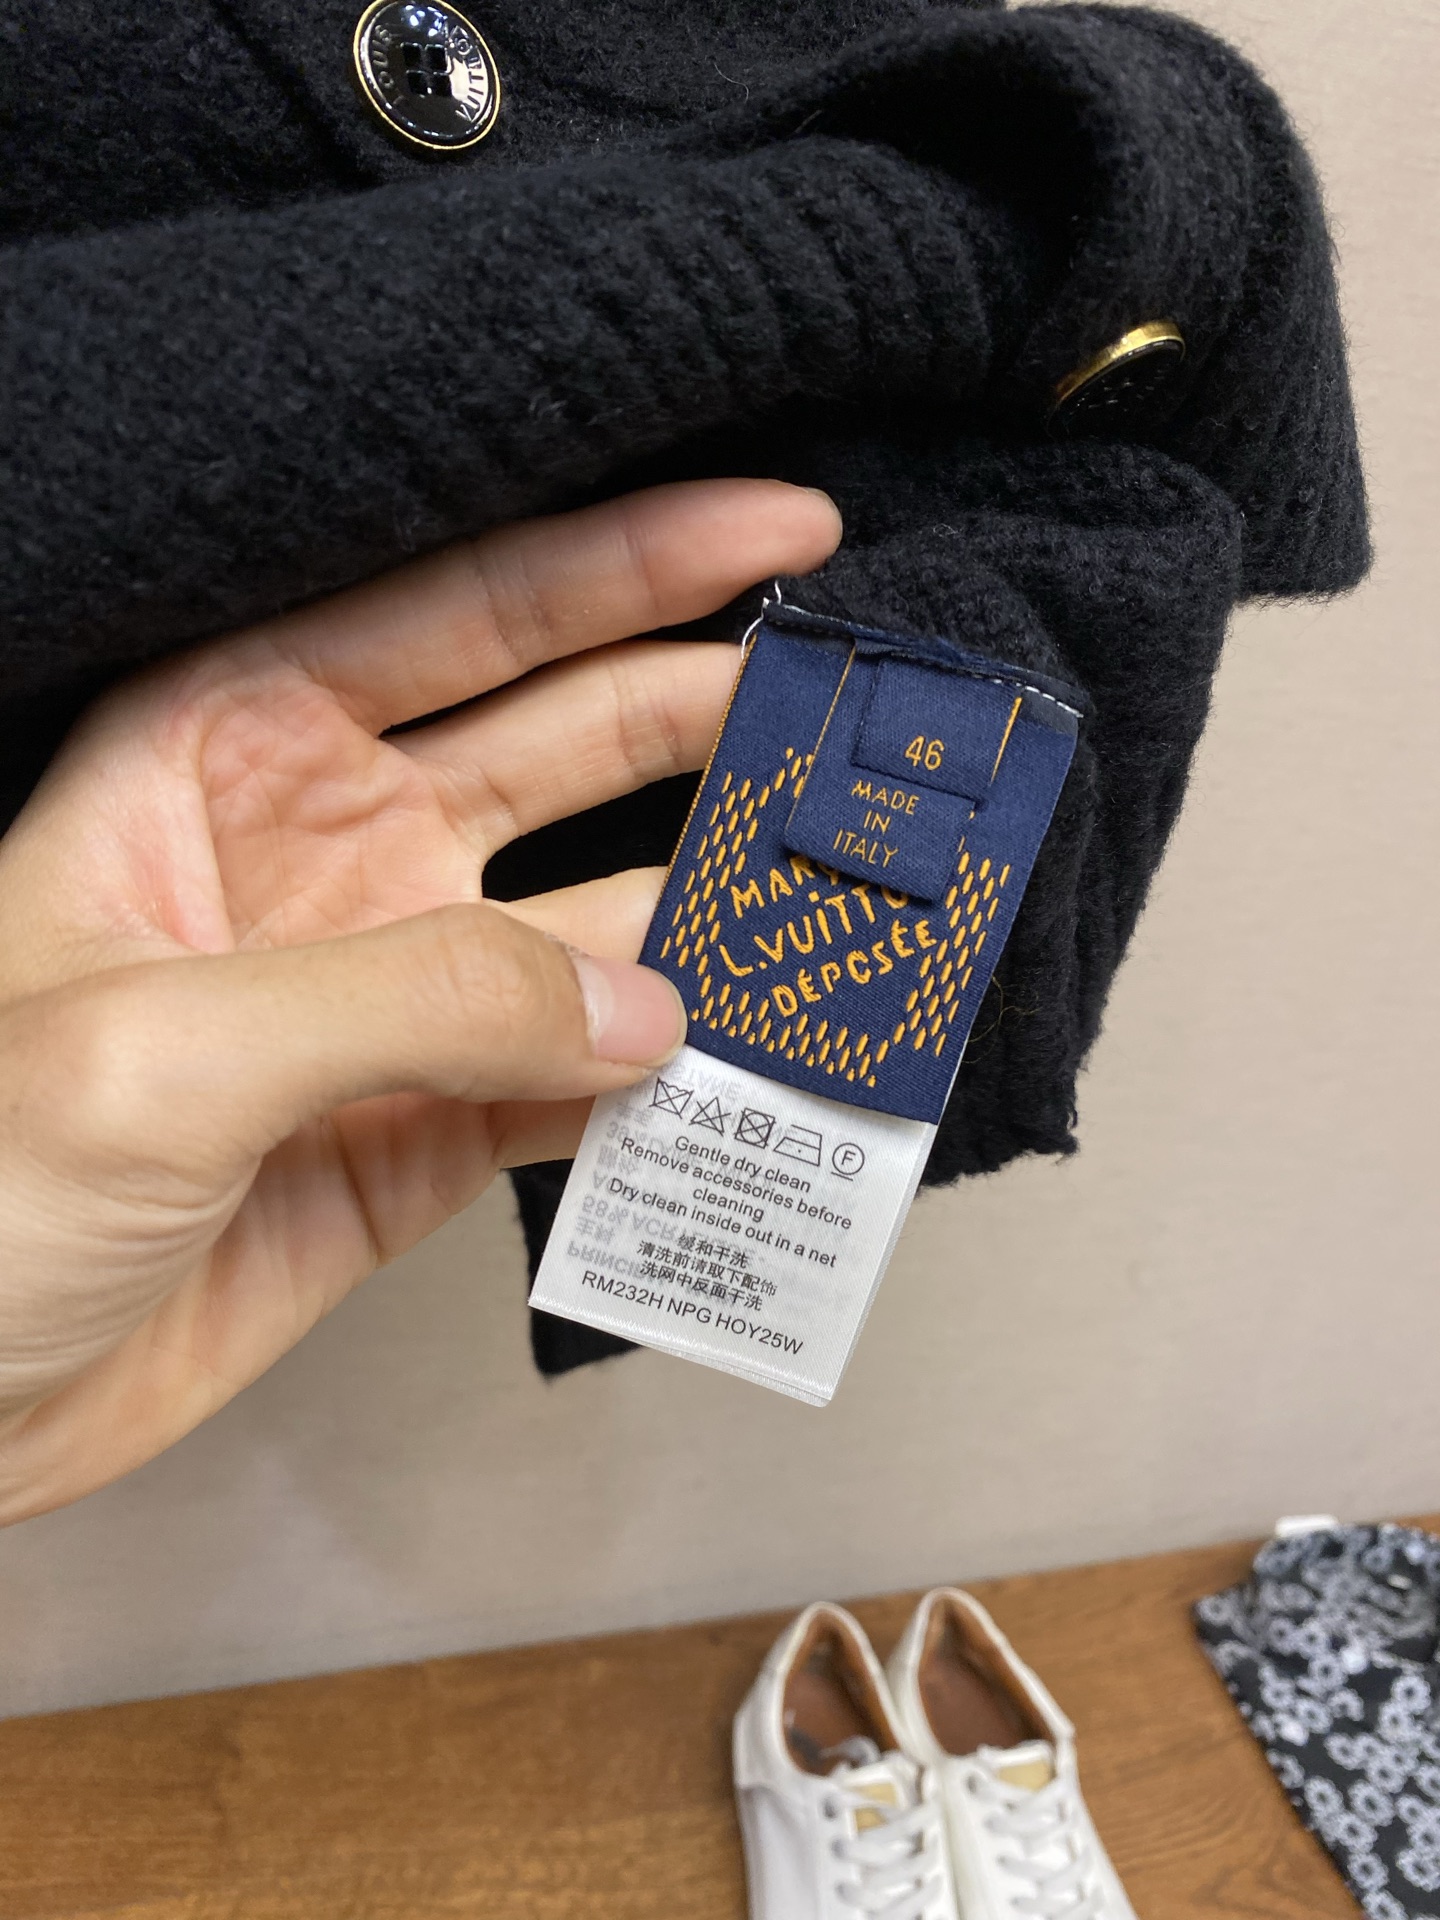 LOUIS VUITTON
46
MADE
IN
ITALY
L.VUITTO
DÉPOSÉE
F
Gentle dry clean
Remove accessories before
cleaning
Dry clean inside out in a net
缓和干洗
清洗前请取下配饰
洗网中反面干洗
RM232H NPG HOY25W